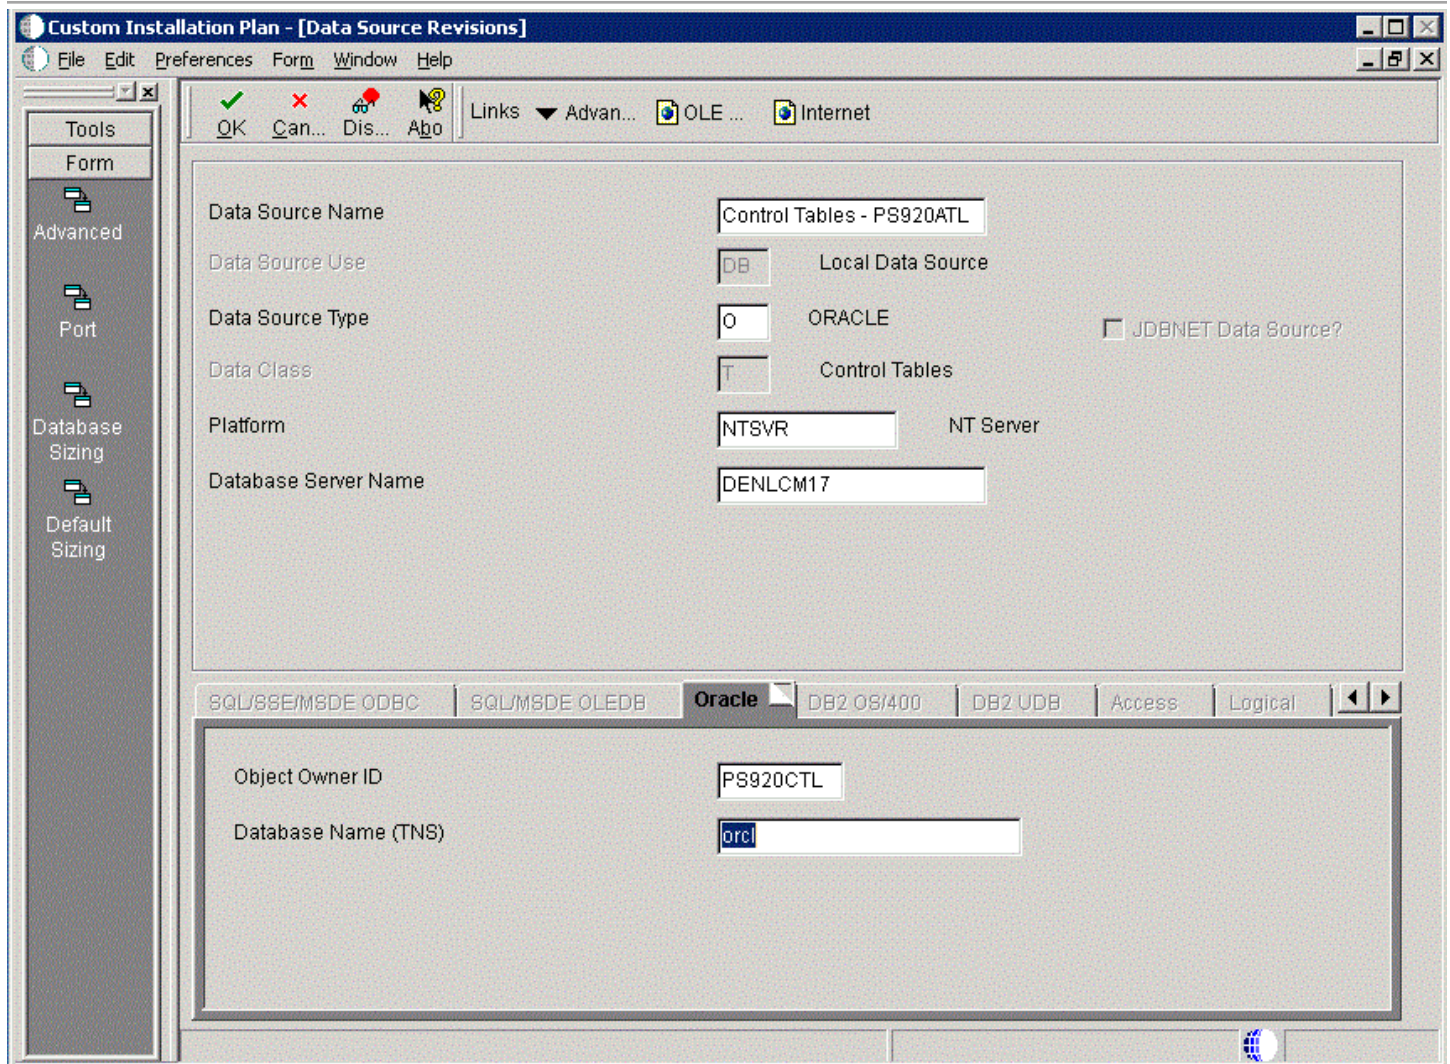 Custom Installation Plan - [Data Source Revisions]
File Edit Preferences Form Window Help
Tools
Form
Advanced
Port
Database
Sizing
Default
Sizing
OK Can... Dis... Abo Links Advan... OLE ... Internet
Data Source Name Control Tables - PS920ATL
Data Source Use DB Local Data Source
Data Source Type O ORACLE JDBNET Data Source?
Data Class T Control Tables
Platform NTSVR NT Server
Database Server Name DENLCM17
SQL/SSE/MSDE ODBC SQL/MSDE OLEDB Oracle DB2 OS/400 DB2 UDB Access Logical
Object Owner ID PS920CTL
Database Name (TNS) orcl